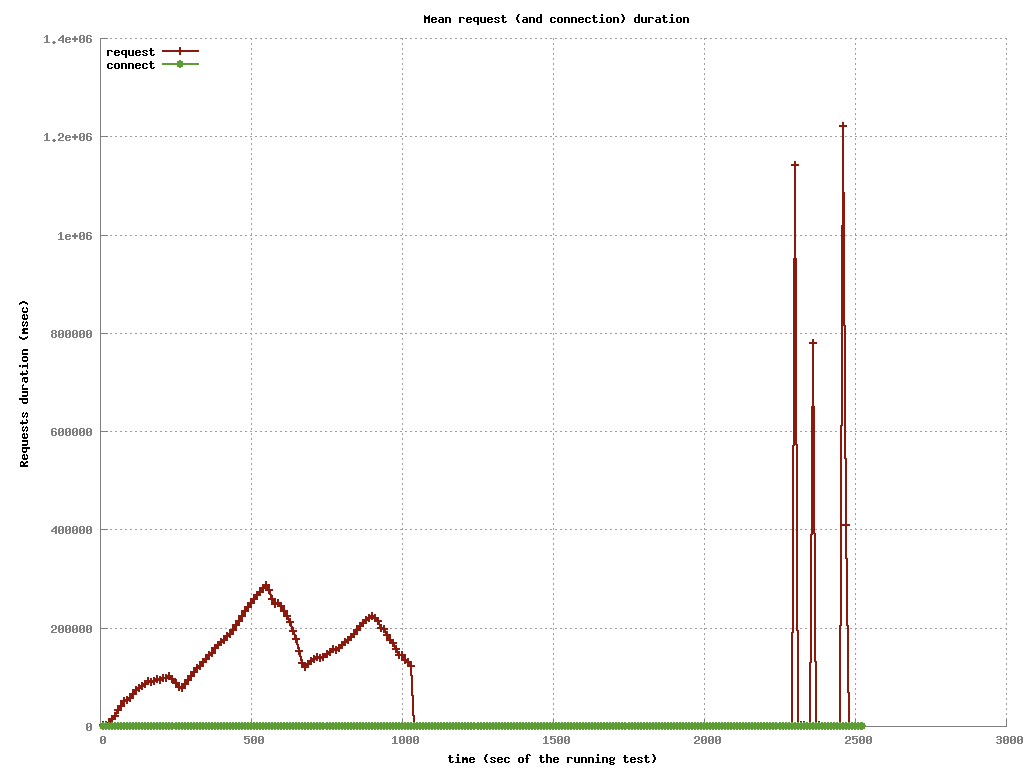 Mean request (and connection) duration
1.4e+06
request
connect
1.2e+06
1e+06
800000
Requests duration (msec)
600000
400000
200000
0
0 500 1000 1500 2000 2500 3000
time (sec of the running test)